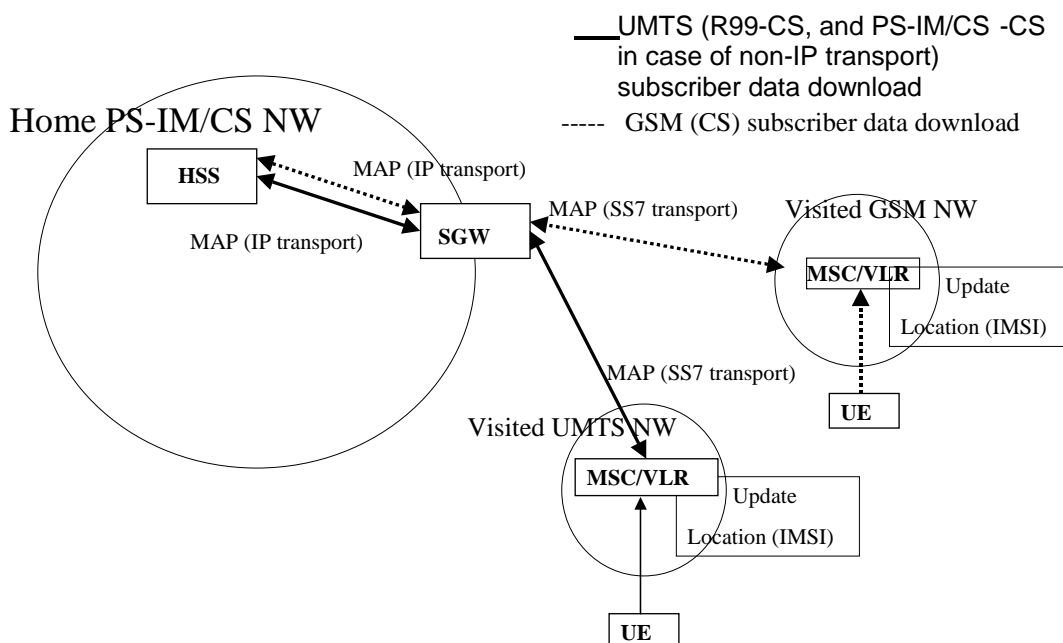 UMTS (R99-CS, and PS-IM/CS -CS
in case of non-IP transport)
subscriber data download
GSM (CS) subscriber data download
Home PS-IM/CS NW
HSS
MAP (IP transport)
MAP (IP transport)
SGW
MAP (SS7 transport)
Visited GSM NW
MSC/VLR
Update
Location (IMSI)
UE
MAP (SS7 transport)
Visited UMTS NW
MSC/VLR
Update
Location (IMSI)
UE